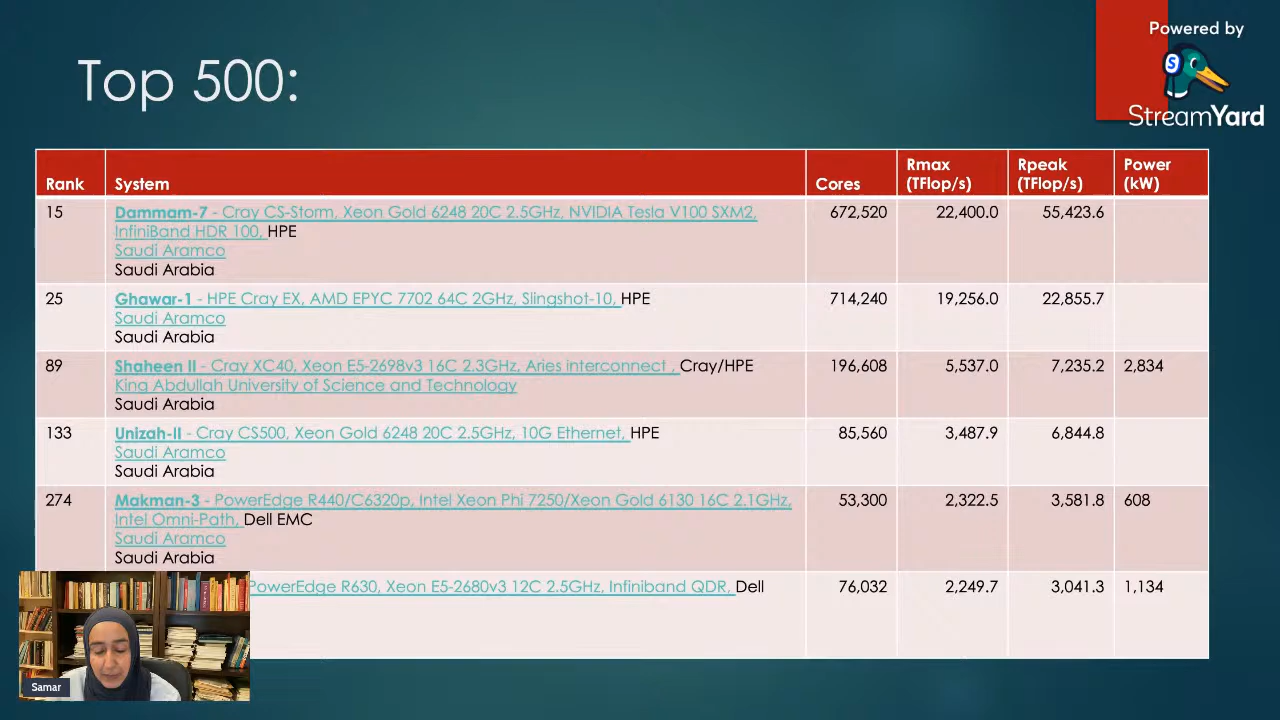 Powered by
StreamYard
Top 500:
Rank System Cores Rmax (TFlop/s) Rpeak (TFlop/s) Power (kW)
15 Dammam-7 - Cray CS-Storm, Xeon Gold 6248 20C 2.5GHz, NVIDIA Tesla V100 SXM2, 672,520 22,400.0 55,423.6
InfiniBand HDR 100, HPE
Saudi Aramco
Saudi Arabia
25 Ghawar-1 - HPE Cray EX, AMD EPYC 7702 64C 2GHz, Slingshot-10, HPE 714,240 19,256.0 22,855.7
Saudi Aramco
Saudi Arabia
89 Shaheen II - Cray XC40, Xeon E5-2698v3 16C 2.3GHz, Aries interconnect , Cray/HPE 196,608 5,537.0 7,235.2 2,834
King Abdullah University of Science and Technology
Saudi Arabia
133 Unizah-II - Cray CS500, Xeon Gold 6248 20C 2.5GHz, 10G Ethernet, HPE 85,560 3,487.9 6,844.8
Saudi Aramco
Saudi Arabia
274 Makman-3 - PowerEdge R440/C6320p, Intel Xeon Phi 7250/Xeon Gold 6130 16C 2.1GHz, 53,300 2,322.5 3,581.8 608
Intel Omni-Path, Dell EMC
Saudi Aramco
Saudi Arabia
PowerEdge R630, Xeon E5-2680v3 12C 2.5GHz, Infiniband QDR, Dell 76,032 2,249.7 3,041.3 1,134
Samar